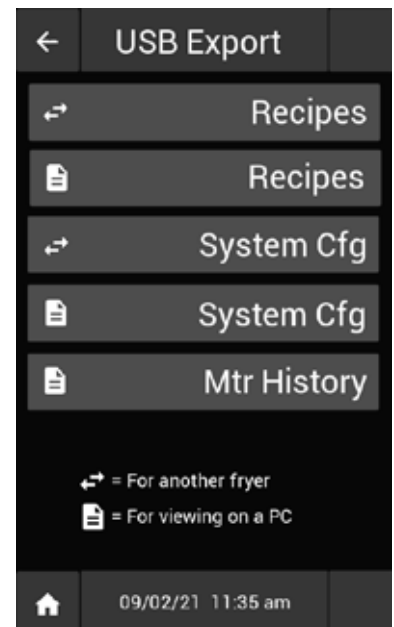 USB Export
Recipes
Recipes
System Cfg
System Cfg
Mtr History
= For another fryer
= For viewing on a PC
09/02/21 11:35 am